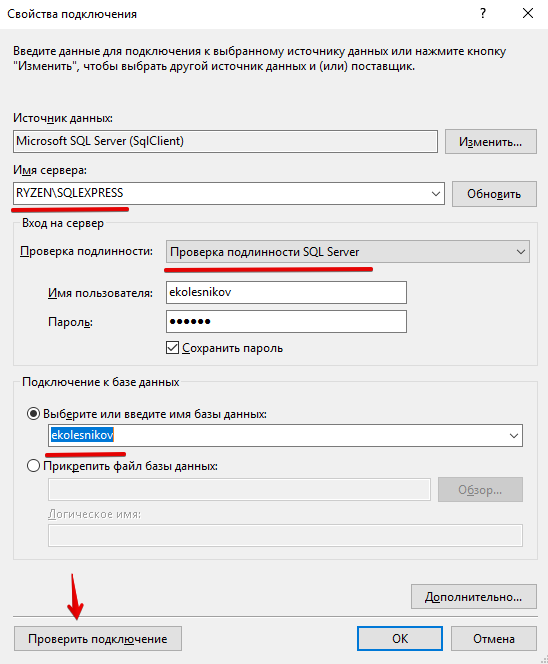 Свойства подключения
Введите данные для подключения к выбранному источнику данных или нажмите кнопку
"Изменить", чтобы выбрать другой источник данных и (или) поставщик.
Источник данных:
Microsoft SQL Server (SqlClient)
Изменить...
Имя сервера:
RYZEN\SQLEXPRESS
Обновить
Вход на сервер
Проверка подлинности:
Проверка подлинности SQL Server
Имя пользователя:
ekolesnikov
Пароль:
●●●●●●
Сохранить пароль
Подключение к базе данных
Выберите или введите имя базы данных:
ekolesnikov
Прикрепить файл базы данных:
Обзор...
Логическое имя:
Дополнительно...
Проверить подключение
ОК
Отмена